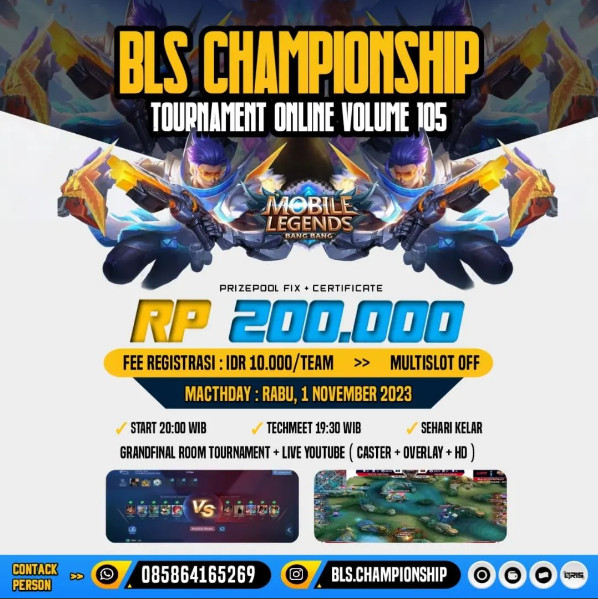 BLS CHAMPIONSHIP
TOURNAMENT ONLINE VOLUME 105
MOBILE
LEGENDS
BANG BANG
PRIZEPOOL FIX + CERTIFICATE
RP 200.000
FEE REGISTRASI : IDR 10.000/TEAM >> MULTISLOT OFF
MACTHDAY : RABU, 1 NOVEMBER 2023
START 20:00 WIB TECHMEET 19:30 WIB SEHARI KELAR
GRANDFINAL ROOM TOURNAMENT + LIVE YOUTUBE ( CASTER + OVERLAY + HD )
VS
CONTACK
PERSON >> 085864165269 BLS.CHAMPIONSHIP QRIS